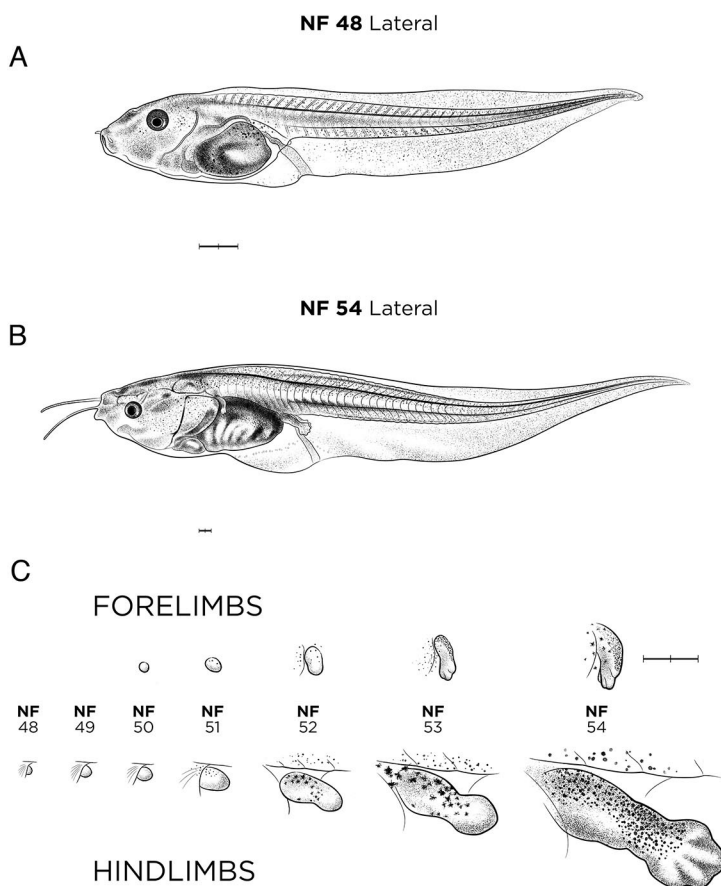 NF 48 Lateral
A
NF 54 Lateral
B
C
FORELIMBS
NF NF NF NF NF NF NF
48 49 50 51 52 53 54
HINDLIMBS